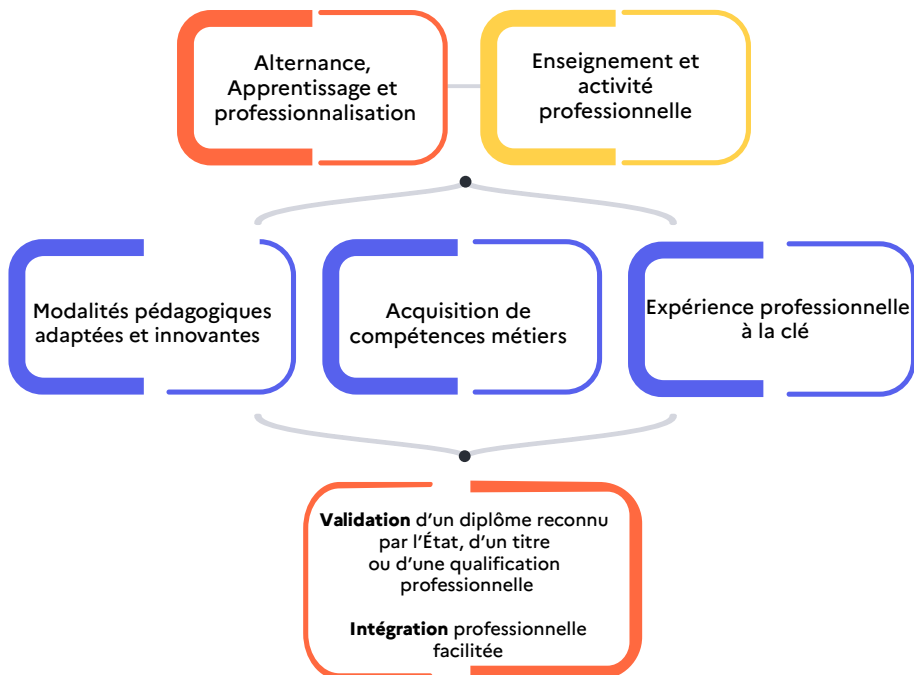 Alternance,
Apprentissage et
professionnalisation
Enseignement et
activité
professionnelle
Modalités pédagogiques
adaptées et innovantes
Acquisition de
compétences métiers
Expérience professionnelle
à la clé
Validation d’un diplôme reconnu
par l’État, d’un titre
ou d’une qualification
professionnelle
Intégration professionnelle
facilitée